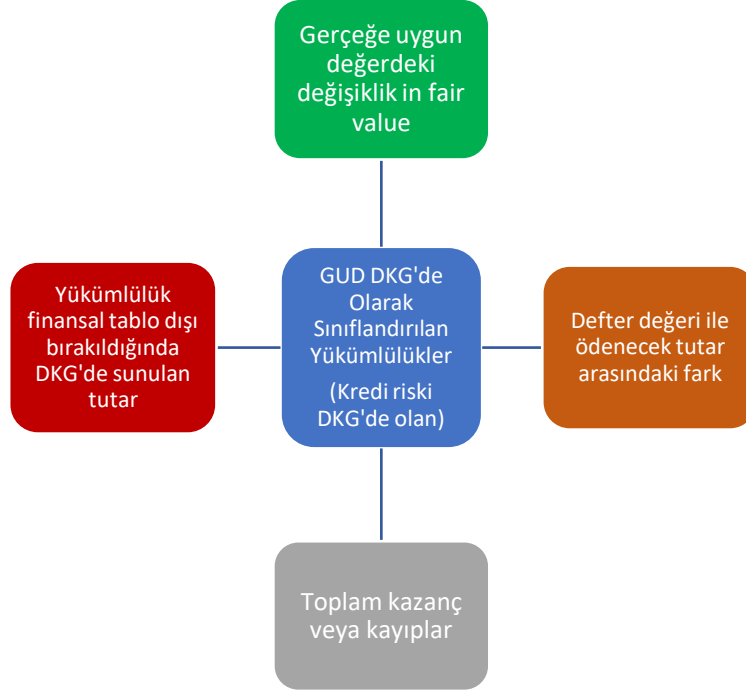 Gerçeğe uygun
değerdeki
değişiklik in fair
value
Yükümlülük
finansal tablo dışı
bırakıldığında
DKG'de sunulan
tutar
GUD DKG'de
Olarak
Sınıflandırılan
Yükümlülükler
(Kredi riski
DKG'de olan)
Defter değeri ile
ödenecek tutar
arasındaki fark
Toplam kazanç
veya kayıplar